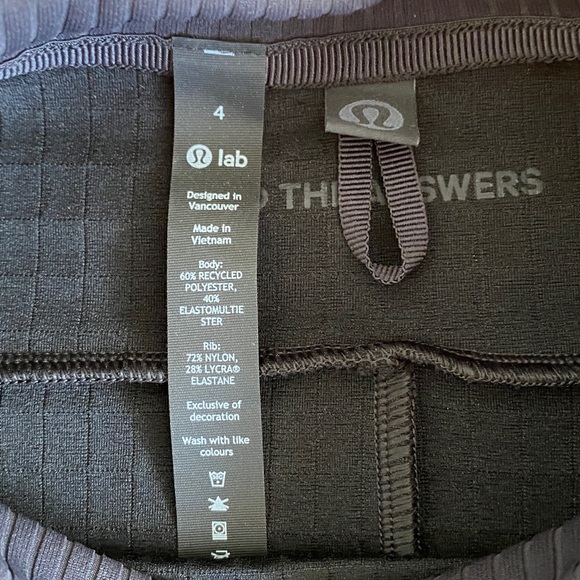 4
lab
Designed in
Vancouver
Made in
Vietnam
Body:
60% RECYCLED
POLYESTER,
40%
ELASTOMULTIE
STER
Rib:
72% NYLON,
28% LYCRA®
ELASTANE
Exclusive of
decoration
Wash with like
colours
SWERS